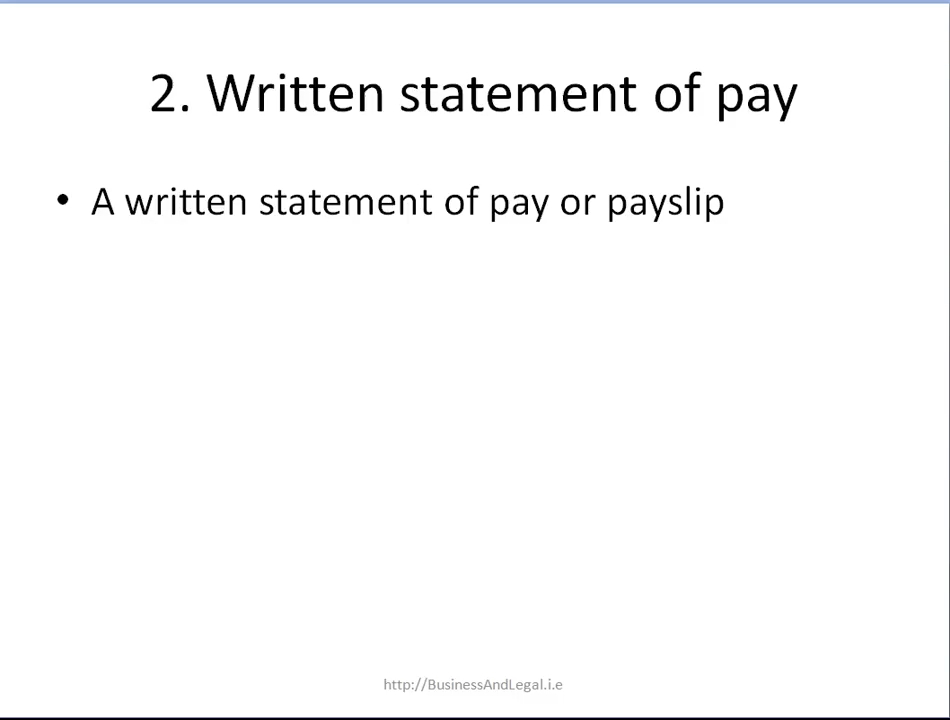 2. Written statement of pay
• A written statement of pay or payslip
http://BusinessAndLegal.i.e